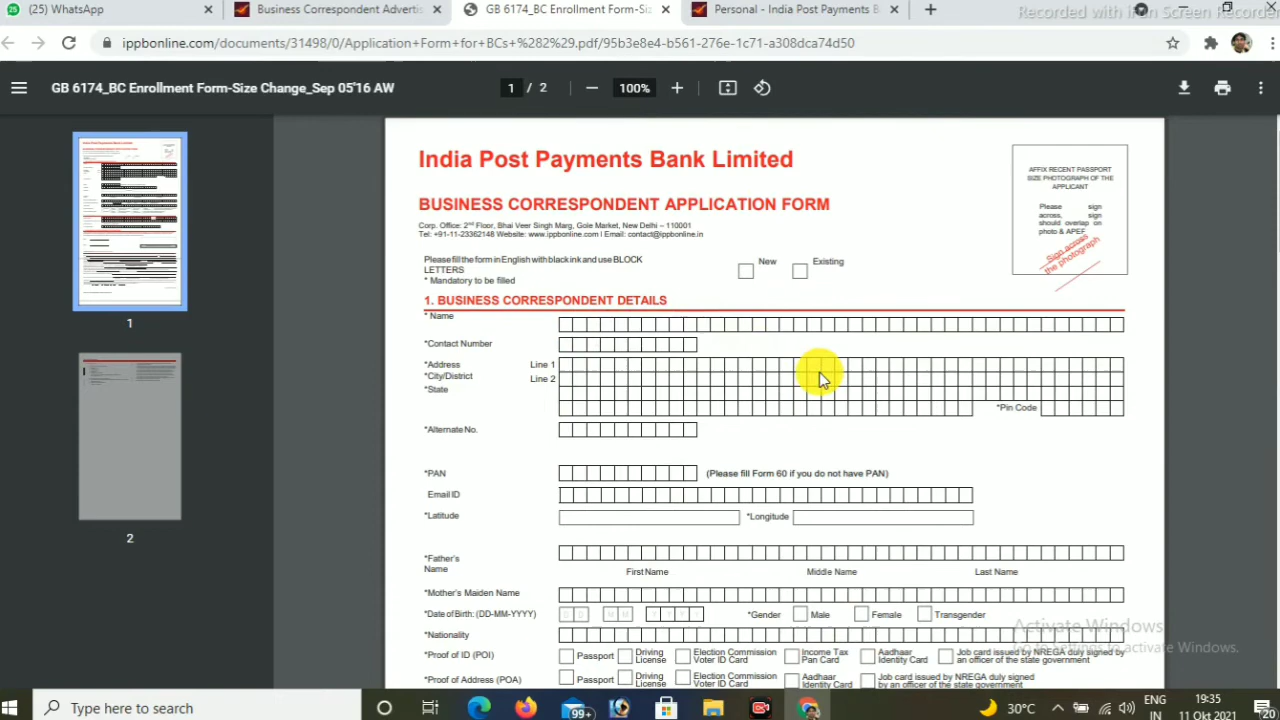 (25) WhatsApp
Business Correspondent Advertis
GB 6174_BC Enrollment Form-Siz
Personal - India Post Payments B
Recorded with iFun Screen Recorder
ippbonline.com/documents/31498/0/Application+Form+for+BCs+%282%29.pdf/95b3e8e4-b561-276e-1c71-a308dca74d50
GB 6174_BC Enrollment Form-Size Change_Sep 05'16 AW
1 / 2
100%
India Post Payments Bank Limited
BUSINESS CORRESPONDENT APPLICATION FORM
Corp. Office: 2nd Floor, Bhai Veer Singh Marg, Gole Market, New Delhi – 110001
Tel: +91-11-23362148 Website: www.ippbonline.com | Email: contact@ippbonline.in
AFFIX RECENT PASSPORT
SIZE PHOTOGRAPH OF THE
APPLICANT
Please sign
across, sign
should overlap on
photo & APEF
Sign across
the photograph
Please fill the form in English with black ink and use BLOCK
LETTERS
* Mandatory to be filled
New
Existing
1. BUSINESS CORRESPONDENT DETAILS
* Name
*Contact Number
*Address Line 1
*City/District Line 2
*State
*Pin Code
*Alternate No.
*PAN (Please fill Form 60 if you do not have PAN)
Email ID
*Latitude *Longitude
*Father's
Name
First Name Middle Name Last Name
*Mother's Maiden Name
*Date of Birth: (DD-MM-YYYY) D D M M Y Y Y Y *Gender Male Female Transgender
*Nationality
*Proof of ID (POI) Passport Driving License Election Commission Voter ID Card Income Tax Pan Card Aadhaar Identity Card Job card issued by NREGA duly signed by an officer of the state government
*Proof of Address (POA) Passport Driving License Election Commission Voter ID Card Aadhaar Identity Card Job card issued by NREGA duly signed by an officer of the state government
Activate Windows
Go to Settings to activate Windows.
1
2
Type here to search
99+
30°C
ENG
IN
19:35
11 Okt 2021
20